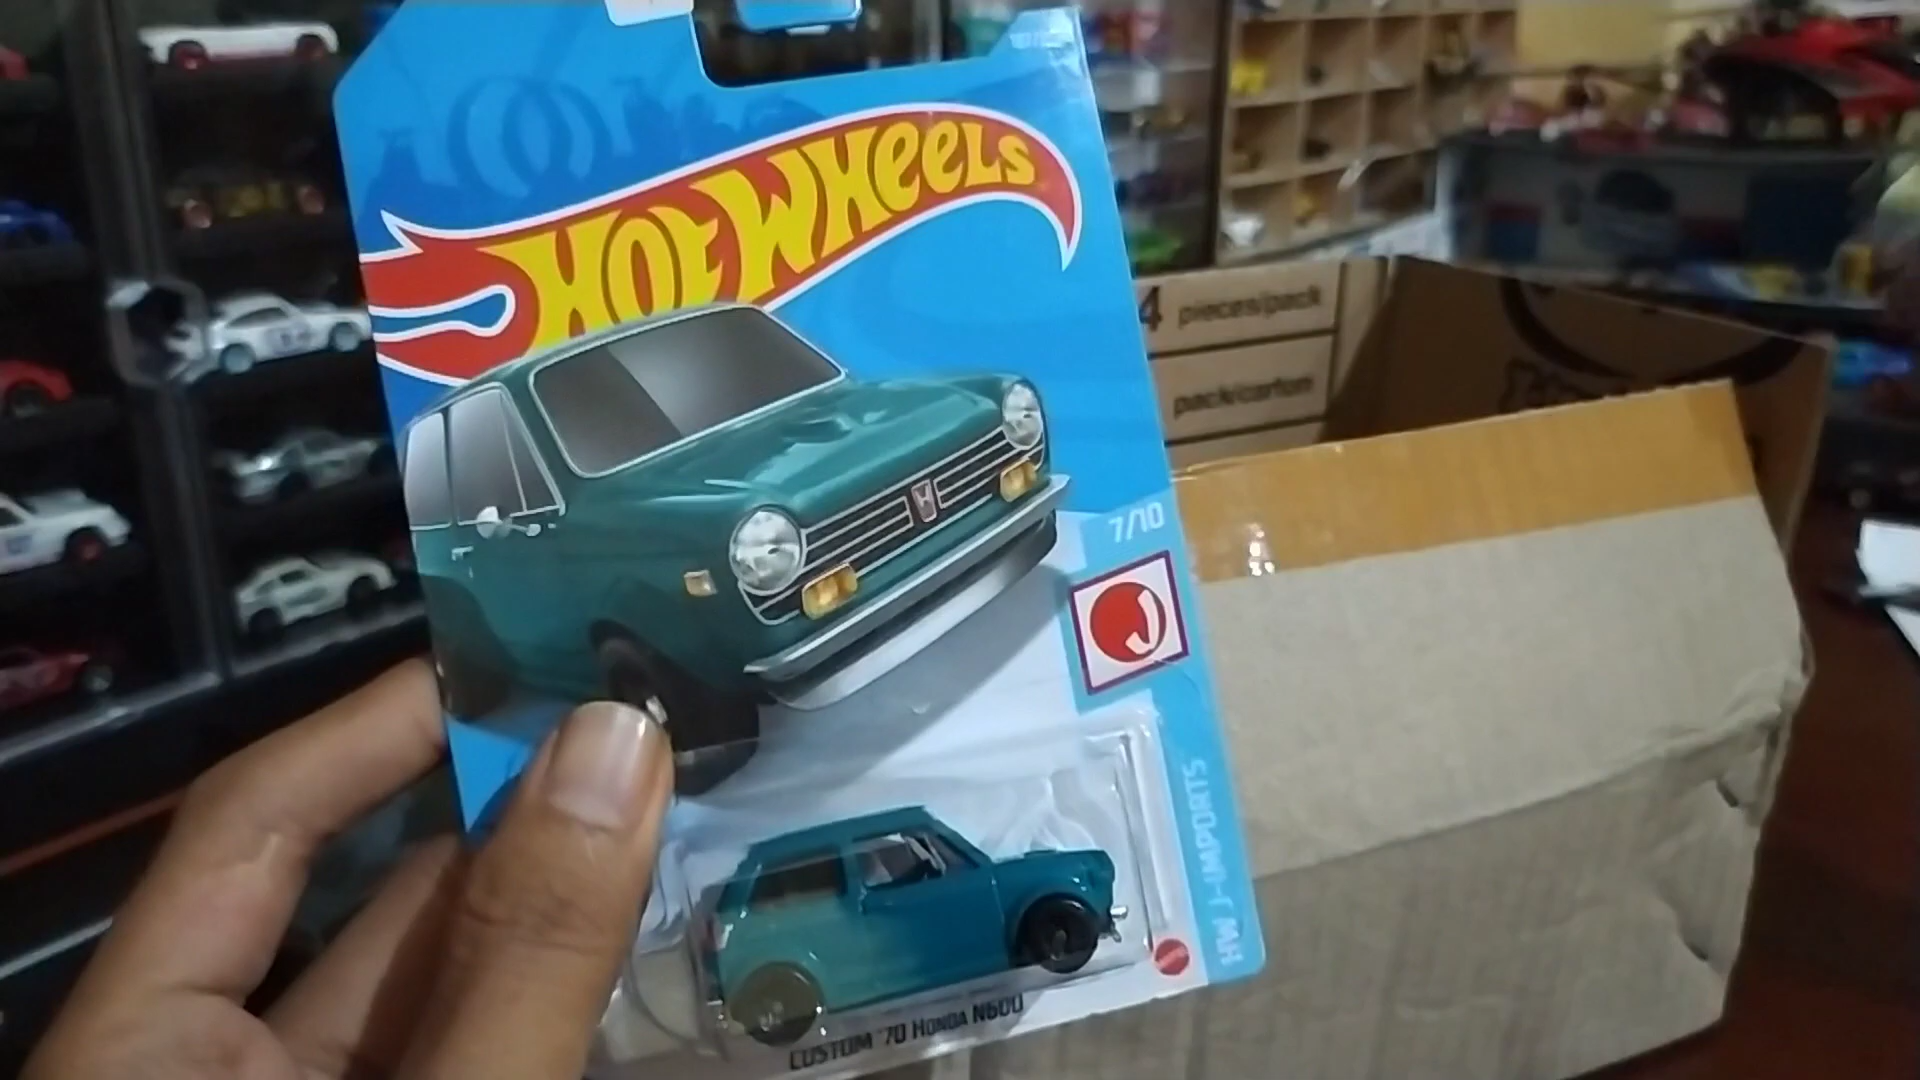 HOT WHEELS
4 pieces/pack
pack/carton
7/10
J
HW J-IMPORTS
CUSTOM '70 HONDA N600